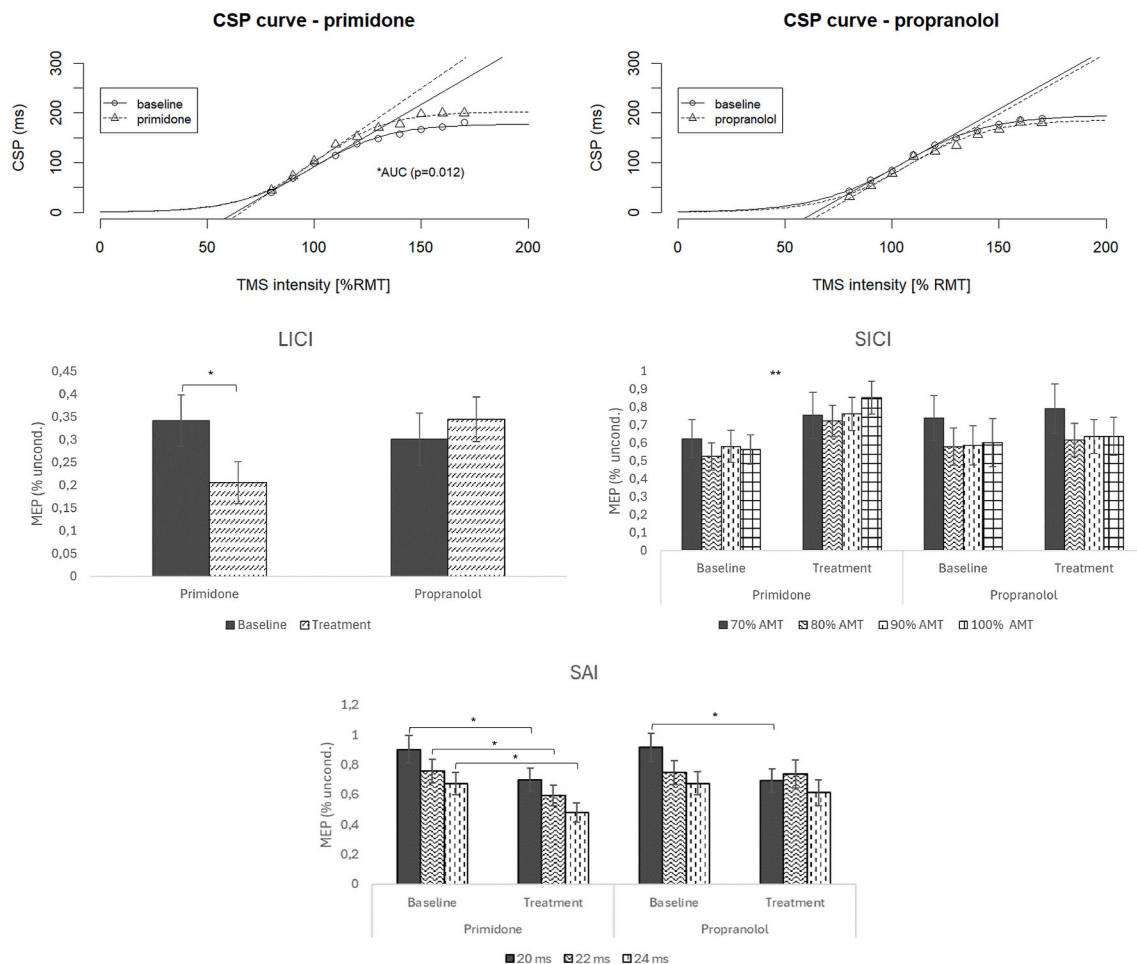 CSP curve - primidone
CSP (ms)
300
200
100
0
baseline
primidone
*AUC (p=0.012)
0 50 100 150 200
TMS intensity [%RMT]
CSP curve - propranolol
CSP (ms)
300
200
100
0
baseline
propranolol
0 50 100 150 200
TMS intensity [% RMT]
LICI
MEP (% uncond.)
0,45
0,4
0,35
0,3
0,25
0,2
0,15
0,1
0,05
0
*
Primidone Propranolol
Baseline Treatment
SICI
MEP (% uncond.)
1
0,9
0,8
0,7
0,6
0,5
0,4
0,3
0,2
0,1
0
**
Baseline Treatment Baseline Treatment
Primidone Propranolol
70% AMT 80% AMT 90% AMT 100% AMT
SAI
MEP (% uncond.)
1,2
1
0,8
0,6
0,4
0,2
0
*
*
*
*
Baseline Treatment Baseline Treatment
Primidone Propranolol
20 ms 22 ms 24 ms